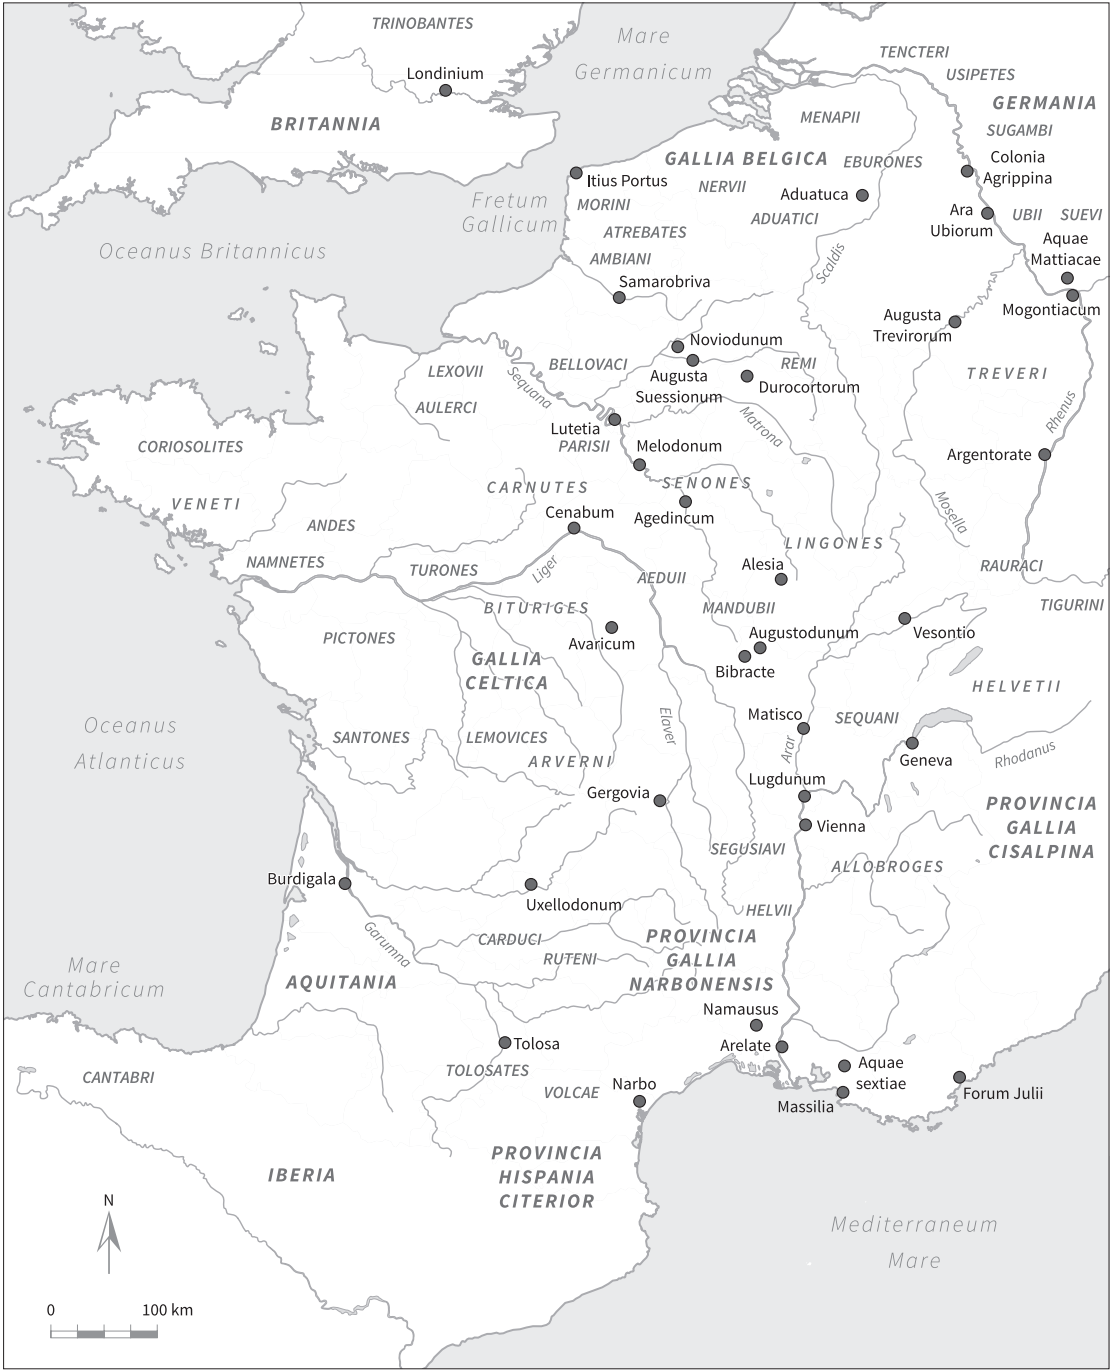 TRINOBANTES
Mare
Germanicum
TENCTERI
Londinium
USIPETES
GERMANIA
BRITANNIA
MENAPII
SUGAMBI
GALLIA BELGICA
EBURONES
Colonia
Agrippina
Itius Portus
NERVII
Aduatuca
Fretum
Gallicum
MORINI
ADUATICI
Ara
Ubiorum
UBII
SUEVI
ATREBATES
Oceanus Britannicus
AMBIANI
Scaldis
Aquae
Mattiacae
Samarobriva
Mogontiacum
Augusta
Trevirorum
Noviodunum
BELLOVACI
REMI
LEXOVII
Augusta
Suessionum
Durocortorum
TREVERI
Sequana
AULERCI
Rhenus
Lutetia
Matrona
PARISII
Melodonum
CORIOSOLITES
Argentorate
SENONES
CARNUTES
VENETI
Cenabum
Agedincum
Mosella
ANDES
LINGONES
NAMNETES
TURONES
Liger
AEDUII
Alesia
RAURACI
BITURIGES
MANDUBII
TIGURINI
PICTONES
Avaricum
Augustodunum
Vesontio
GALLIA
CELTICA
Bibracte
HELVETII
Oceanus
Atlanticus
Matisco
SEQUANI
SANTONES
LEMOVICES
Elaver
Arar
ARVERNI
Geneva
Rhodanus
Gergovia
Lugdunum
PROVINCIA
GALLIA
CISALPINA
Vienna
SEGUSIAVI
ALLOBROGES
Burdigala
Uxellodonum
HELVII
Garumna
CARDUCI
PROVINCIA
GALLIA
NARBONENSIS
RUTENI
Mare
Cantabricum
AQUITANIA
Namausus
Tolosa
Arelate
Aquae
sextiae
CANTABRI
TOLOSATES
VOLCAE
Narbo
Massilia
Forum Julii
PROVINCIA
HISPANIA
CITERIOR
IBERIA
N
Mediterraneum
Mare
0 100 km